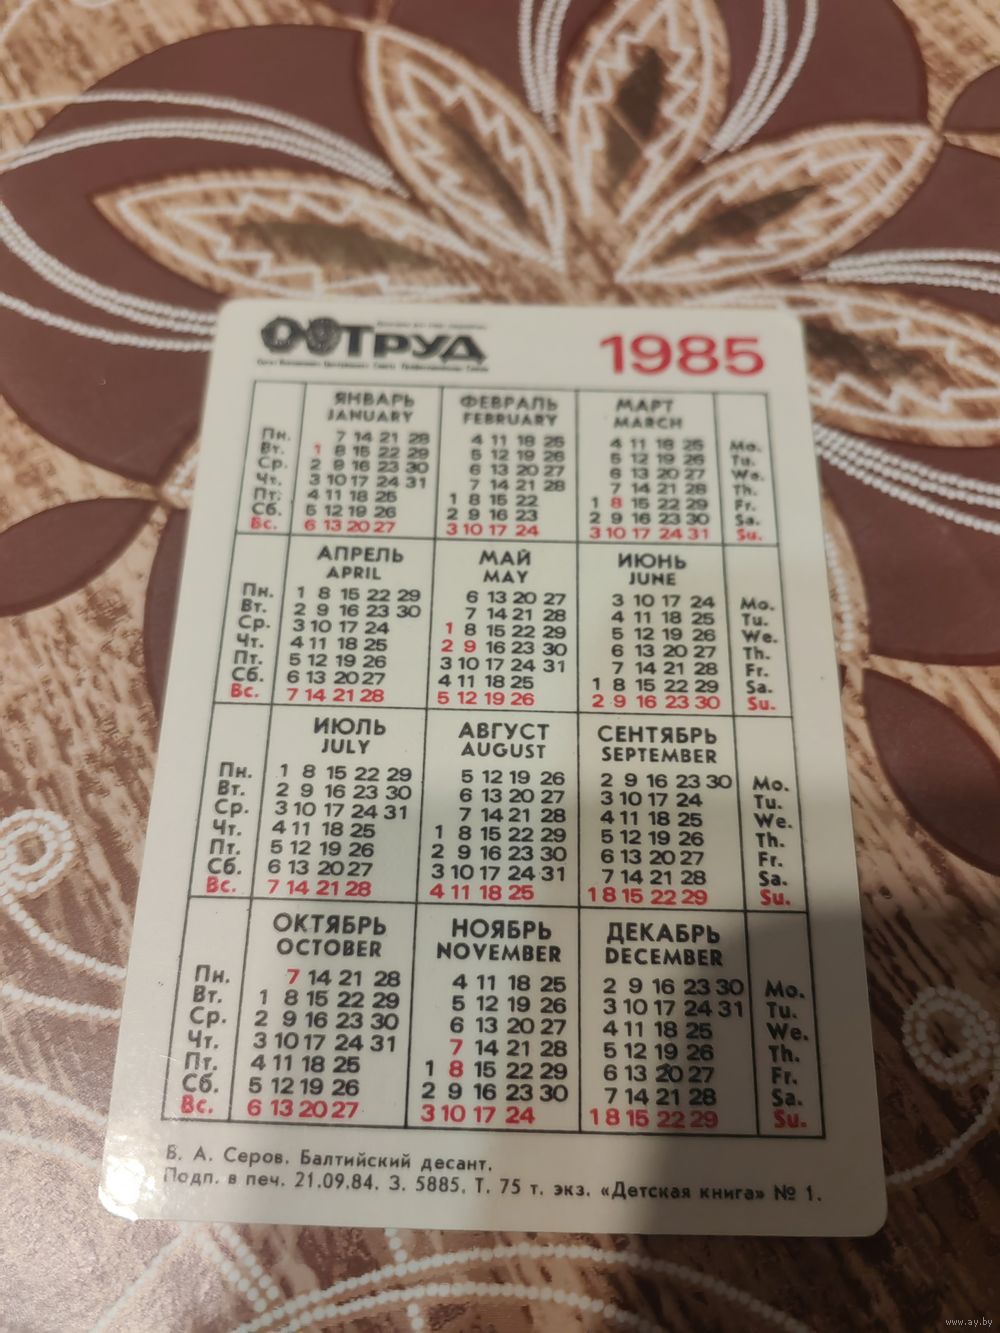 ТРУД 1985
ЯНВАРЬ ФЕВРАЛЬ МАРТ
JANUARY FEBRUARY MARCH
Пн. 7 14 21 28 4 11 18 25 4 11 18 25 Mo.
Вт. 1 8 15 22 29 5 12 19 26 5 12 19 26 Tu.
Ср. 2 9 16 23 30 6 13 20 27 6 13 20 27 We.
Чт. 3 10 17 24 31 7 14 21 28 7 14 21 28 Th.
Пт. 4 11 18 25 1 8 15 22 1 8 15 22 29 Fr.
Сб. 5 12 19 26 2 9 16 23 2 9 16 23 30 Sa.
Вс. 6 13 20 27 3 10 17 24 3 10 17 24 31 Su.
АПРЕЛЬ МАЙ ИЮНЬ
APRIL MAY JUNE
Пн. 1 8 15 22 29 6 13 20 27 3 10 17 24 Mo.
Вт. 2 9 16 23 30 7 14 21 28 4 11 18 25 Tu.
Ср. 3 10 17 24 1 8 15 22 29 5 12 19 26 We.
Чт. 4 11 18 25 2 9 16 23 30 6 13 20 27 Th.
Пт. 5 12 19 26 3 10 17 24 31 7 14 21 28 Fr.
Сб. 6 13 20 27 4 11 18 25 1 8 15 22 29 Sa.
Вс. 7 14 21 28 5 12 19 26 2 9 16 23 30 Su.
ИЮЛЬ АВГУСТ СЕНТЯБРЬ
JULY AUGUST SEPTEMBER
Пн. 1 8 15 22 29 5 12 19 26 2 9 16 23 30 Mo.
Вт. 2 9 16 23 30 6 13 20 27 3 10 17 24 Tu.
Ср. 3 10 17 24 31 7 14 21 28 4 11 18 25 We.
Чт. 4 11 18 25 1 8 15 22 29 5 12 19 26 Th.
Пт. 5 12 19 26 2 9 16 23 30 6 13 20 27 Fr.
Сб. 6 13 20 27 3 10 17 24 31 7 14 21 28 Sa.
Вс. 7 14 21 28 4 11 18 25 1 8 15 22 29 Su.
ОКТЯБРЬ НОЯБРЬ ДЕКАБРЬ
OCTOBER NOVEMBER DECEMBER
Пн. 7 14 21 28 4 11 18 25 2 9 16 23 30 Mo.
Вт. 1 8 15 22 29 5 12 19 26 3 10 17 24 31 Tu.
Ср. 2 9 16 23 30 6 13 20 27 4 11 18 25 We.
Чт. 3 10 17 24 31 7 14 21 28 5 12 19 26 Th.
Пт. 4 11 18 25 1 8 15 22 29 6 13 20 27 Fr.
Сб. 5 12 19 26 2 9 16 23 30 7 14 21 28 Sa.
Вс. 6 13 20 27 3 10 17 24 1 8 15 22 29 Su.
В. А. Серов. Балтийский десант.
Подп. в печ. 21.09.84. З. 5885. Т. 75 т. экз. «Детская книга» № 1.
www.ay.by